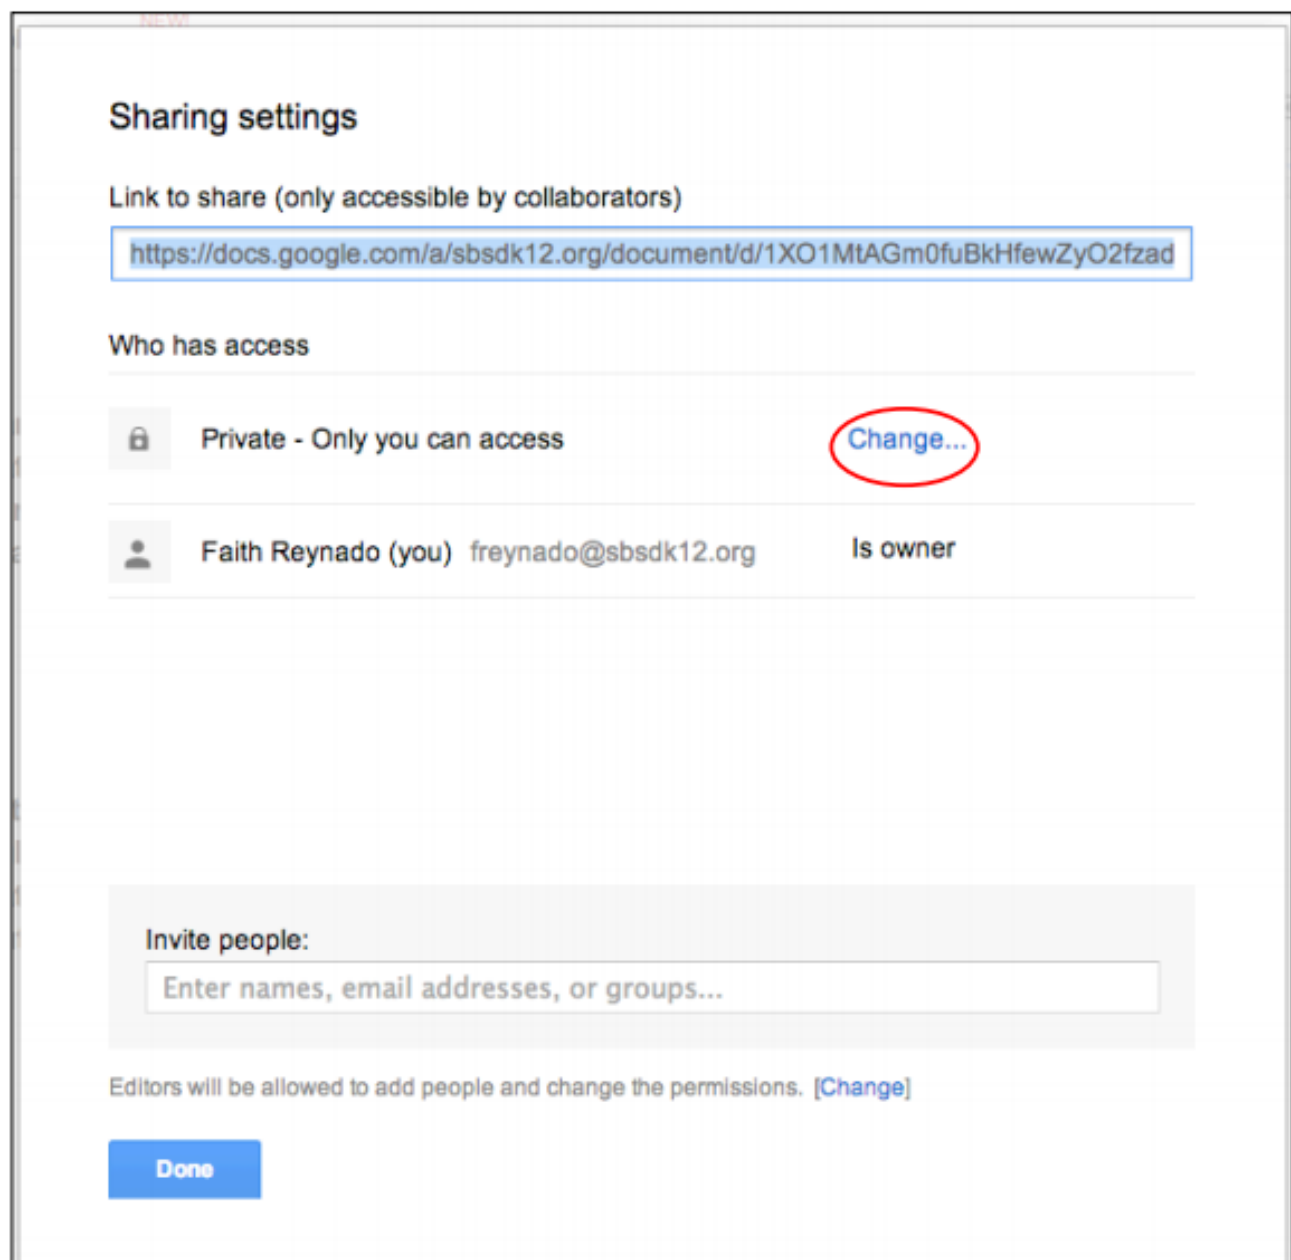 NEW!
Sharing settings
Link to share (only accessible by collaborators)
https://docs.google.com/a/sbsdk12.org/document/d/1XO1MtAGm0fuBkHfewZyO2fzad
Who has access
Private - Only you can access Change...
Faith Reynado (you) freynado@sbsdk12.org Is owner
Invite people:
Enter names, email addresses, or groups...
Editors will be allowed to add people and change the permissions. [Change]
Done